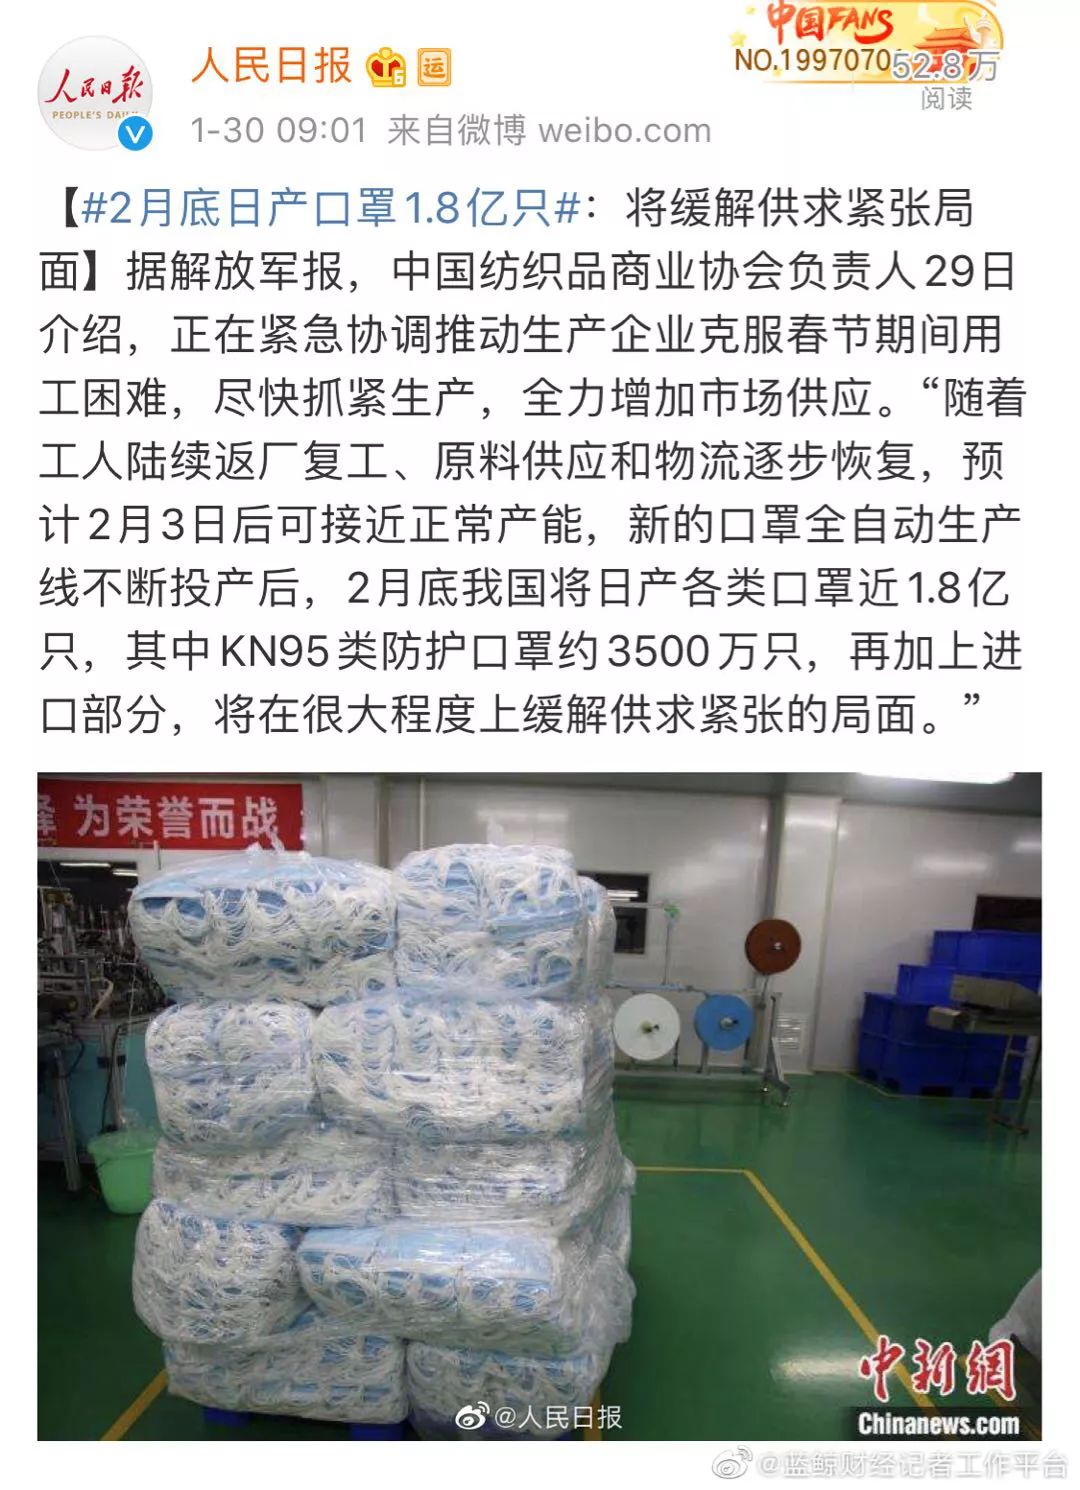 中国FANS
人民日报
NO.1997070
52.8万
人民日报
PEOPLE'S DAILY
1-30 09:01 来自微博 weibo.com
阅读
【#2月底日产口罩1.8亿只#：将缓解供求紧张局
面】据解放军报，中国纺织品商业协会负责人29日
介绍，正在紧急协调推动生产企业克服春节期间用
工困难，尽快抓紧生产，全力增加市场供应。“随着
工人陆续返厂复工、原料供应和物流逐步恢复，预
计2月3日后可接近正常产能，新的口罩全自动生产
线不断投产后，2月底我国将日产各类口罩近1.8亿
只，其中KN95类防护口罩约3500万只，再加上进
口部分，将在很大程度上缓解供求紧张的局面。”
为荣誉而战
中新網
@人民日报
Chinanews.com
@蓝鲸财经记者工作平台